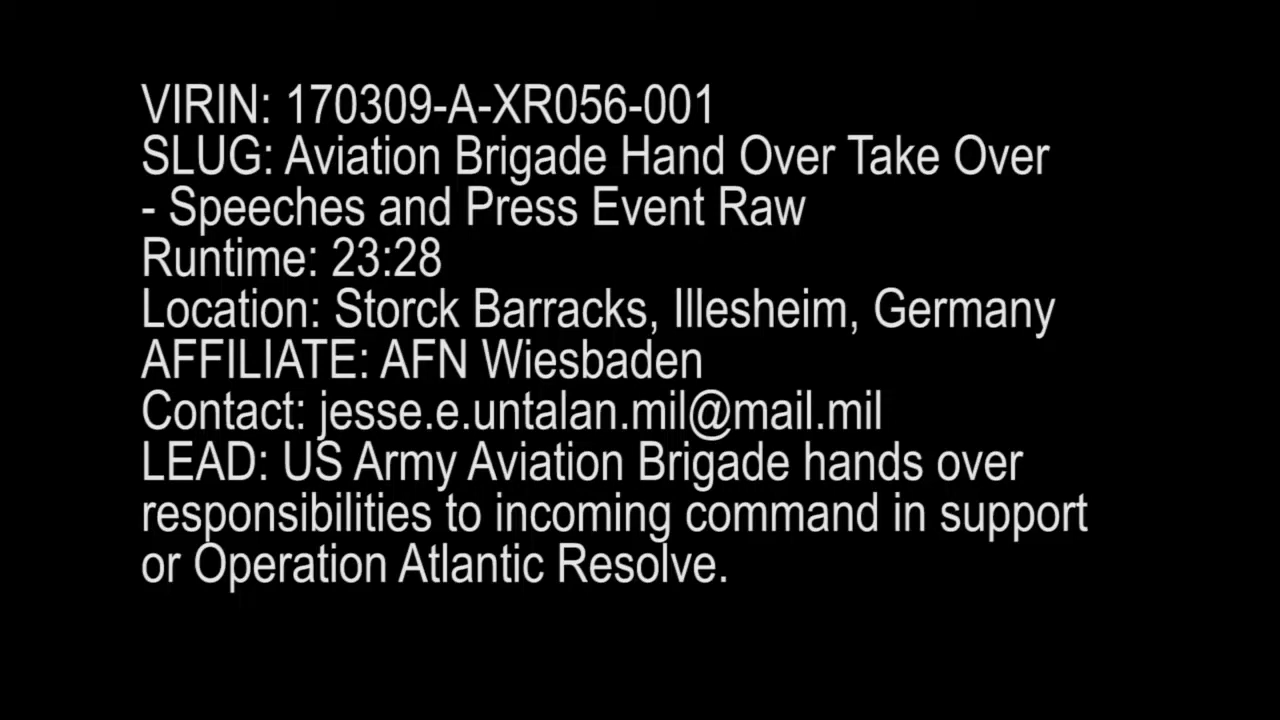 VIRIN: 170309-A-XR056-001
SLUG: Aviation Brigade Hand Over Take Over
- Speeches and Press Event Raw
Runtime: 23:28
Location: Storck Barracks, Illesheim, Germany
AFFILIATE: AFN Wiesbaden
Contact: jesse.e.untalan.mil@mail.mil
LEAD: US Army Aviation Brigade hands over
responsibilities to incoming command in support
or Operation Atlantic Resolve.